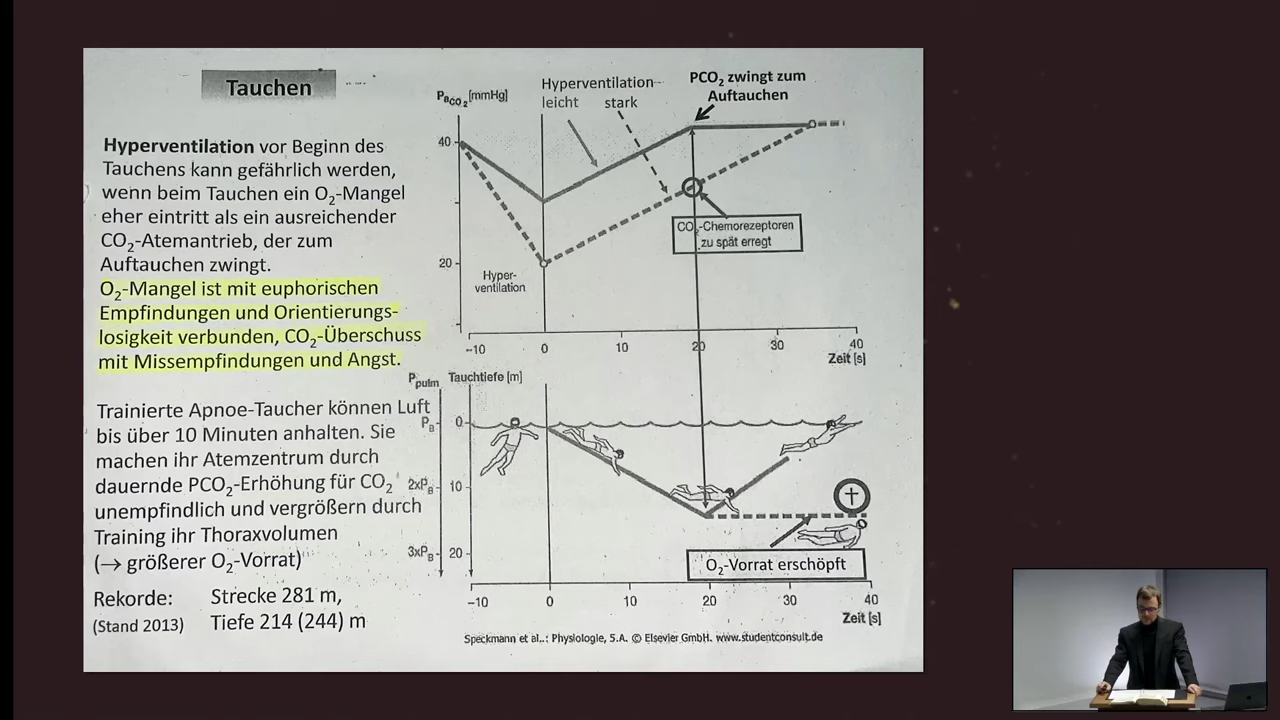 Tauchen
Hyperventilation vor Beginn des
Tauchens kann gefährlich werden,
wenn beim Tauchen ein O₂-Mangel
eher eintritt als ein ausreichender
CO₂-Atemantrieb, der zum
Auftauchen zwingt.
O₂-Mangel ist mit euphorischen
Empfindungen und Orientierungs-
losigkeit verbunden, CO₂-Überschuss
mit Missempfindungen und Angst.
Trainierte Apnoe-Taucher können Luft
bis über 10 Minuten anhalten. Sie
machen ihr Atemzentrum durch
dauernde PCO₂-Erhöhung für CO₂
unempfindlich und vergrößern durch
Training ihr Thoraxvolumen
(→ größerer O₂-Vorrat)
Rekorde: Strecke 281 m,
(Stand 2013) Tiefe 214 (244) m
PaCO₂ [mmHg]
Hyperventilation
leicht stark
PCO₂ zwingt zum
Auftauchen
40
20
CO₂-Chemorezeptoren
zu spät erregt
Hyper-
ventilation
–10 0 10 20 30 40
Zeit [s]
Ppulm Tauchtiefe [m]
PB 0
2xPB 10
3xPB 20
O₂-Vorrat erschöpft
–10 0 10 20 30 40
Zeit [s]
Speckmann et al..: Physiologie, 5.A. © Elsevier GmbH. www.studentconsult.de